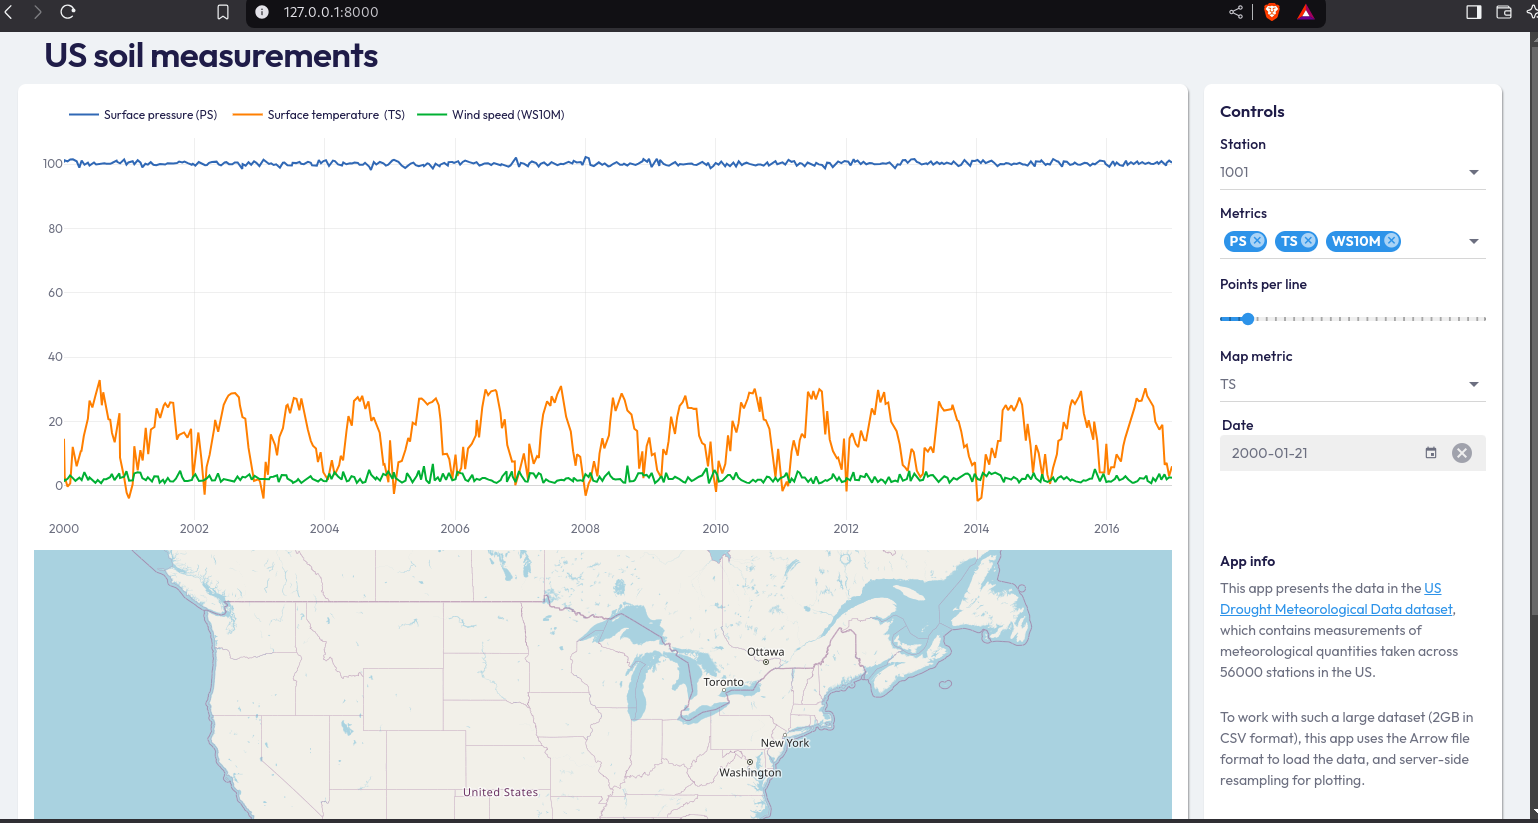 127.0.0.1:8000
US soil measurements
Surface pressure (PS) Surface temperature (TS) Wind speed (WS10M)
100
80
60
40
20
0
2000 2002 2004 2006 2008 2010 2012 2014 2016
Ottawa
Toronto
New York
Washington
United States
Controls
Station
1001
Metrics
PS TS WS10M
Points per line
Map metric
TS
Date
2000-01-21
App info
This app presents the data in the US
Drought Meteorological Data dataset,
which contains measurements of
meteorological quantities taken across
56000 stations in the US.
To work with such a large dataset (2GB in
CSV format), this app uses the Arrow file
format to load the data, and server-side
resampling for plotting.